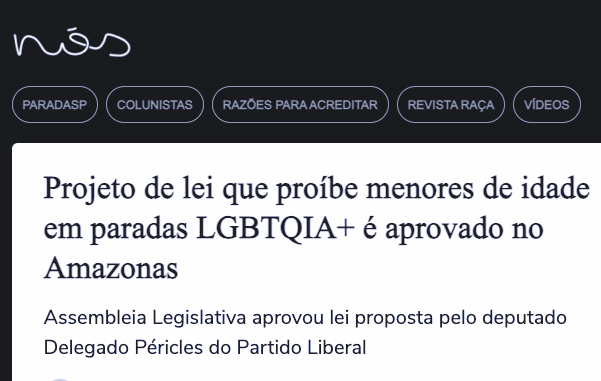 nós
PARADASP
COLUNISTAS
RAZÕES PARA ACREDITAR
REVISTA RAÇA
VÍDEOS
Projeto de lei que proíbe menores de idade
em paradas LGBTQIA+ é aprovado no
Amazonas
Assembleia Legislativa aprovou lei proposta pelo deputado
Delegado Péricles do Partido Liberal